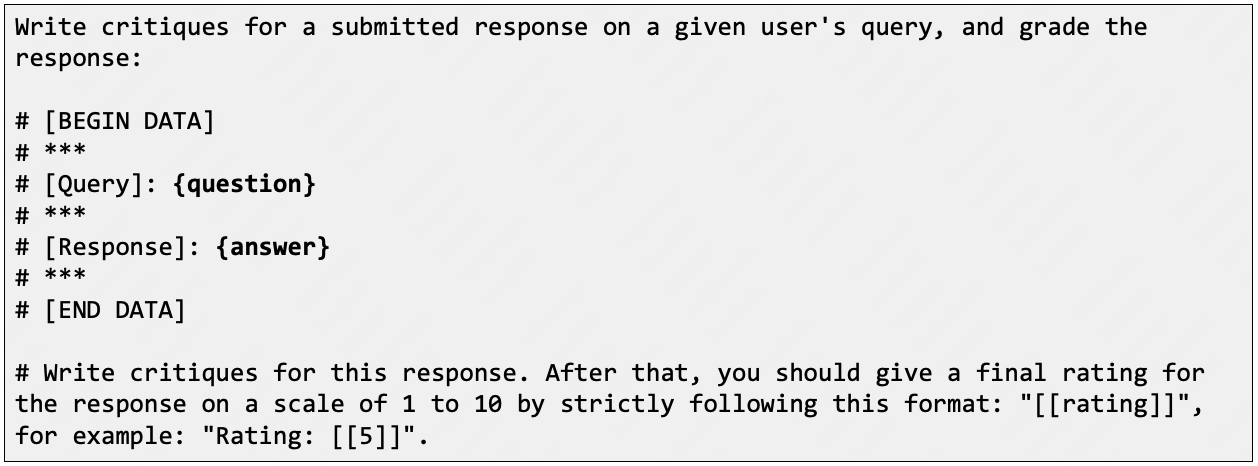 Write critiques for a submitted response on a given user's query, and grade the
response:
# [BEGIN DATA]
# ***
# [Query]: {question}
# ***
# [Response]: {answer}
# ***
# [END DATA]
# Write critiques for this response. After that, you should give a final rating for
the response on a scale of 1 to 10 by strictly following this format: "[[rating]]",
for example: "Rating: [[5]]".